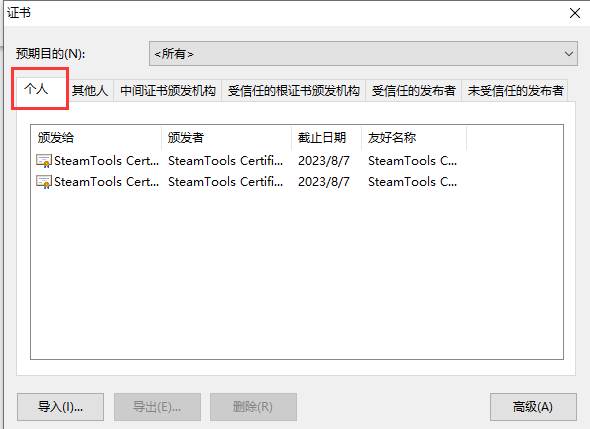 证书
预期目的(N): <所有>
个人 其他人 中间证书颁发机构 受信任的根证书颁发机构 受信任的发布者 未受信任的发布者
颁发给 颁发者 截止日期 友好名称
SteamTools Cert... SteamTools Certifi... 2023/8/7 SteamTools C...
SteamTools Cert... SteamTools Certifi... 2023/8/7 SteamTools C...
导入(I)... 导出(E)... 删除(R) 高级(A)